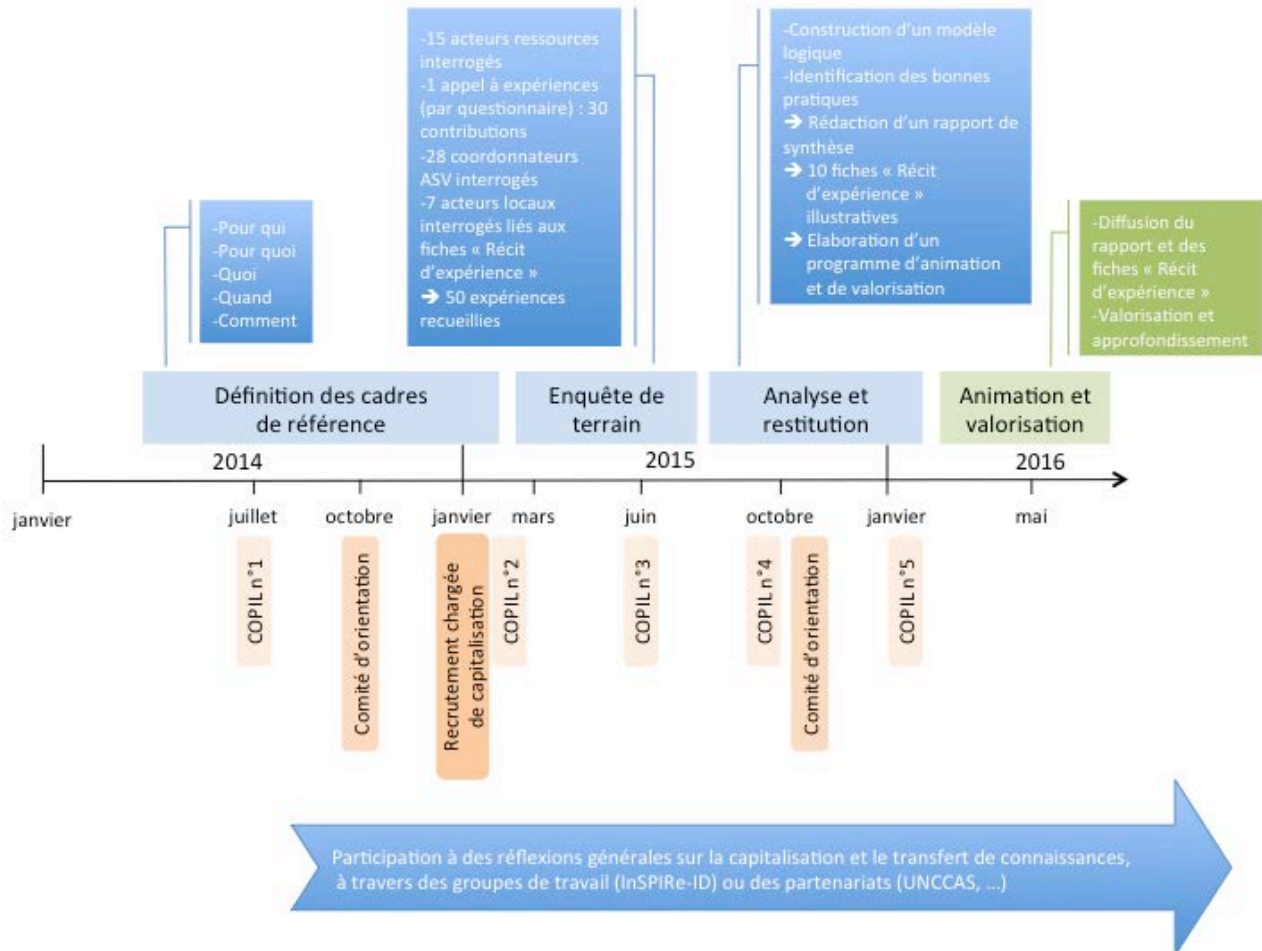 -Pour qui
-Pour quoi
-Quoi
-Quand
-Comment
-15 acteurs ressources
interrogés
-1 appel à expériences
(par questionnaire) : 30
contributions
-28 coordonnateurs
ASV interrogés
-7 acteurs locaux
interrogés liés aux
fiches « Récit
d’expérience »
➔ 50 expériences
recueillies
-Construction d’un modèle
logique
-Identification des bonnes
pratiques
➔ Rédaction d’un rapport de
synthèse
➔ 10 fiches « Récit
d’expérience »
illustratives
➔ Elaboration d’un
programme d’animation
et de valorisation
-Diffusion du
rapport et des
fiches « Récit
d’expérience »
-Valorisation et
approfondissement
Définition des cadres
de référence
Enquête de
terrain
Analyse et
restitution
Animation et
valorisation
2014
2015
2016
janvier
juillet
octobre
janvier
mars
juin
octobre
janvier
mai
COPIL n°1
Comité d’orientation
Recrutement chargée
de capitalisation
COPIL n°2
COPIL n°3
COPIL n°4
Comité d’orientation
COPIL n°5
Participation à des réflexions générales sur la capitalisation et le transfert de connaissances,
à travers des groupes de travail (InSPIRe-ID) ou des partenariats (UNCCAS, ...)